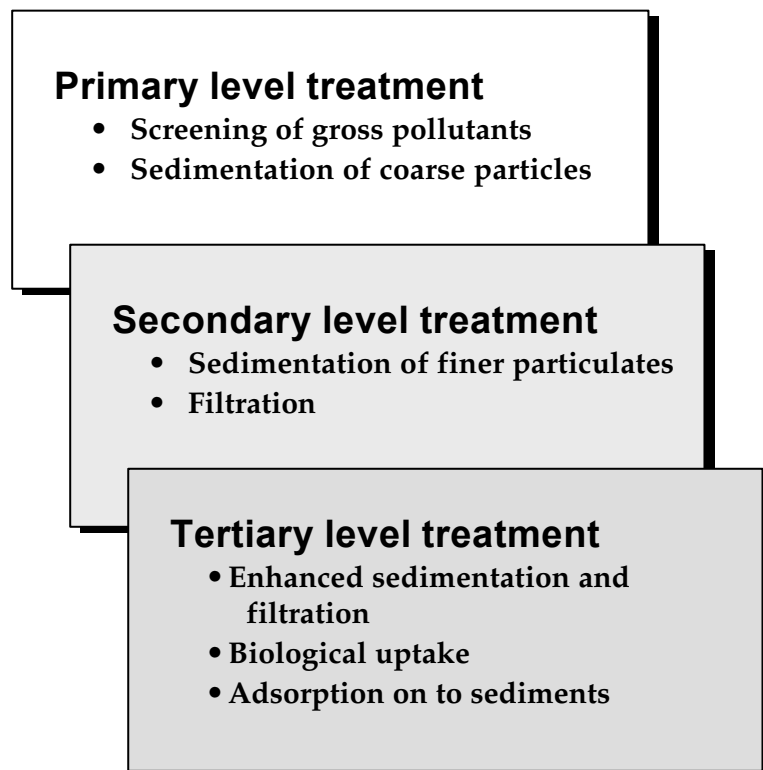 Primary level treatment
• Screening of gross pollutants
• Sedimentation of coarse particles
Secondary level treatment
• Sedimentation of finer particulates
• Filtration
Tertiary level treatment
• Enhanced sedimentation and
filtration
• Biological uptake
• Adsorption on to sediments